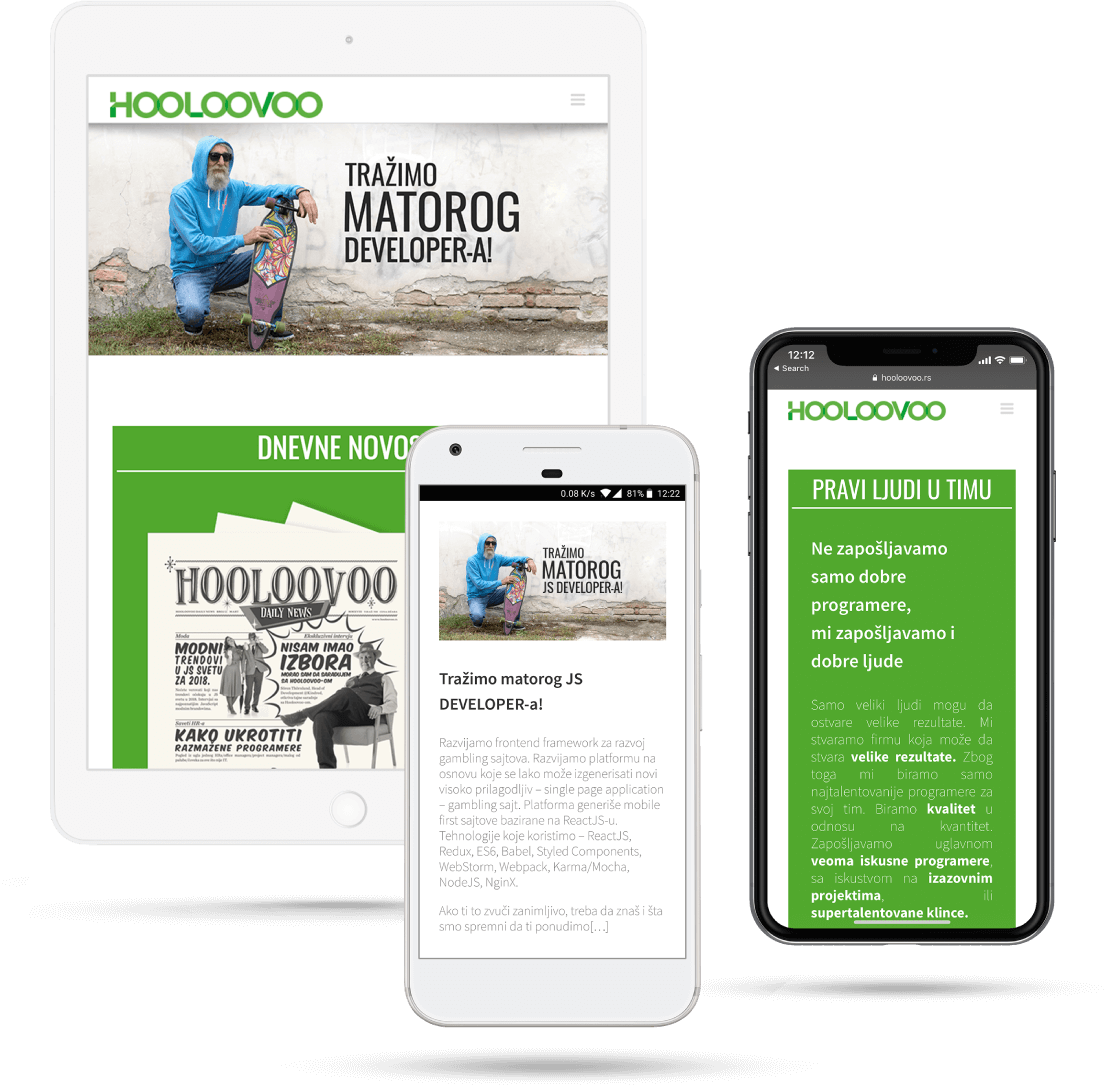 HOOLOOVOO
TRAŽIMO
MATOROG
DEVELOPER-A!
DNEVNE NOVOS
HOOLOOVOO
DAILY NEWS
Moda
MODNI
TRENDOVI
U JS SVETU
ZA 2018.
Ekskluzivni intervju
NISAM IMAO
IZBORA
MORAO SAM DA SARADJUJEM
SA HOOLOOVOO-OM
Saveti HR-a
KAKO UKROTITI
RAZMAŽENE PROGRAMERE
0.08 K/s 81% 12:22
TRAŽIMO
MATOROG
JS DEVELOPER-A!
Tražimo matorog JS
DEVELOPER-a!
Razvijamo frontend framework za razvoj
gambling sajtova. Razvijamo platformu na
osnovu koje se lako može izgenerisati novi
visoko prilagodljiv – single page application
– gambling sajt. Platforma generiše mobile
first sajtove bazirane na ReactJS-u.
Tehnologije koje koristimo – ReactJS,
Redux, ES6, Babel, Styled Components,
WebStorm, Webpack, Karma/Mocha,
NodeJS, NginX.
Ako ti to zvuči zanimljivo, treba da znaš i šta
smo spremni da ti ponudimo[…]
12:12
Search
hooloovoo.rs
HOOLOOVOO
PRAVI LJUDI U TIMU
Ne zapošljavamo
samo dobre
programere,
mi zapošljavamo i
dobre ljude
Samo veliki ljudi mogu da
ostvare velike rezultate. Mi
stvaramo firmu koja može da
stvara velike rezultate. Zbog
toga mi biramo samo
najtalentovanije programere za
svoj tim. Biramo kvalitet u
odnosu na kvantitet.
Zapošljavamo uglavnom
veoma iskusne programere,
sa iskustvom na izazovnim
projektima, ili
supertalentovane klince.